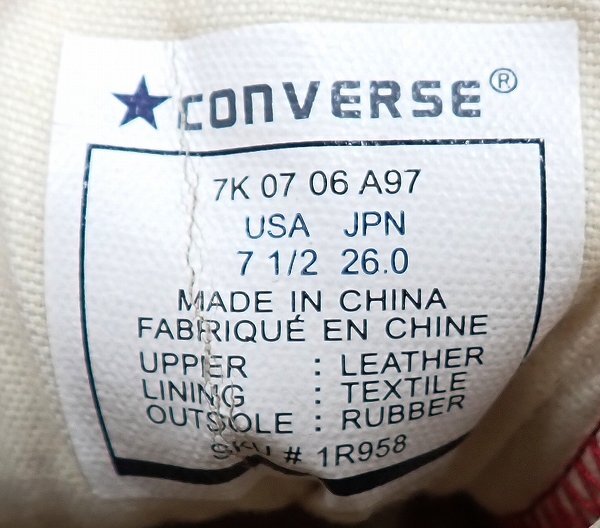 CONVERSE®
7K 07 06 A97
USA JPN
7 1/2 26.0
MADE IN CHINA
FABRIQUÉ EN CHINE
UPPER : LEATHER
LINING : TEXTILE
OUTSOLE : RUBBER
SKU # 1R958